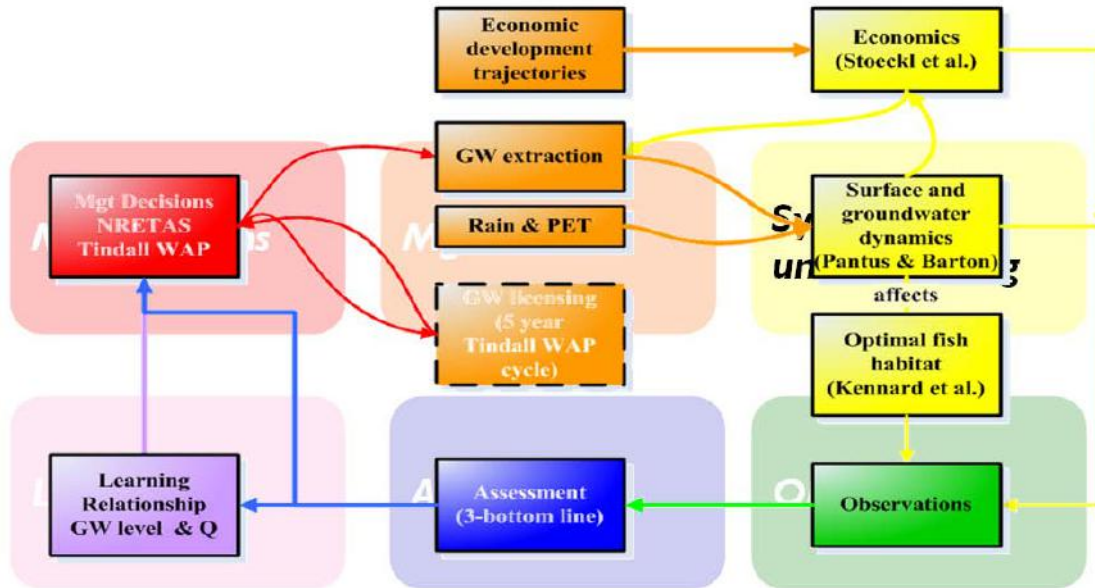 Economic
development
trajectories
Economics
(Stoeckl et al.)
GW extraction
Mgt Decisions
NRETAS
Tindall WAP
Rain & PET
Surface and
groundwater
dynamics
(Pantus & Barton)
affects
GW licensing
(5 year
Tindall WAP
cycle)
Optimal fish
habitat
(Kennard et al.)
Learning
Relationship
GW level & Q
Assessment
(3-bottom line)
Observations